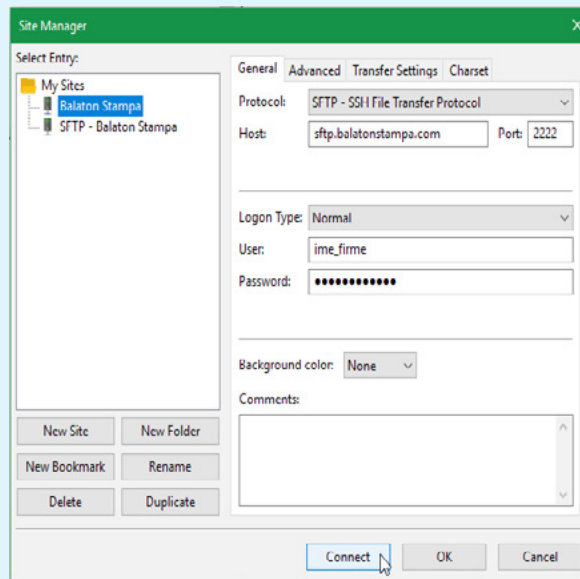 Site Manager
Select Entry:
My Sites
Balaton Stampa
SFTP - Balaton Stampa
New Site
New Folder
New Bookmark
Rename
Delete
Duplicate
General
Advanced
Transfer Settings
Charset
Protocol:
SFTP - SSH File Transfer Protocol
Host:
sftp.balatonstampa.com
Port:
2222
Logon Type:
Normal
User:
ime_firme
Password:
●●●●●●●●●●●●
Background color:
None
Comments:
Connect
OK
Cancel